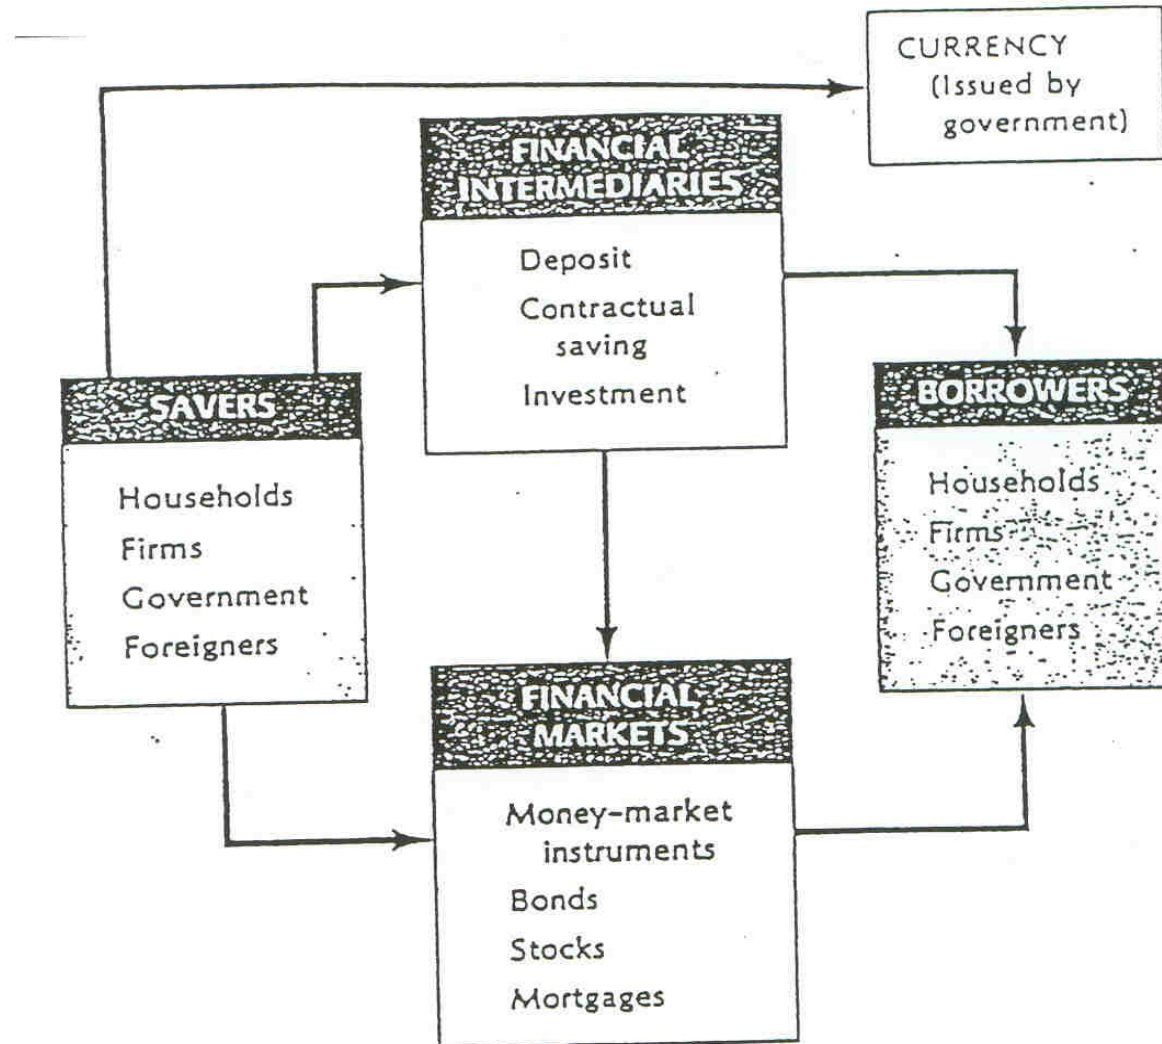 CURRENCY
(Issued by
government)
FINANCIAL
INTERMEDIARIES
Deposit
Contractual
saving
Investment
SAVERS
Households
Firms
Government
Foreigners
BORROWERS
Households
Firms
Government
Foreigners
FINANCIAL
MARKETS
Money-market
instruments
Bonds
Stocks
Mortgages